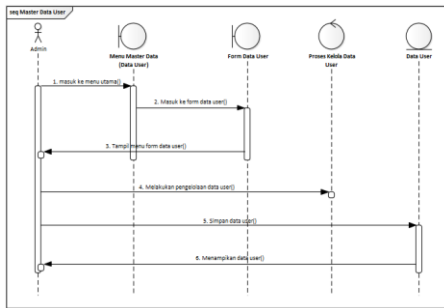 seq Master Data User
Admin
Menu Master Data
(Data User)
Form Data User
Proses Kelola Data
User
Data User
1. masuk ke menu utama()
2. Masuk ke form data user()
3. Tampil menu form data user()
4. Melakukan pengelolaan data user()
5. Simpan data user()
6. Menampikan data user()